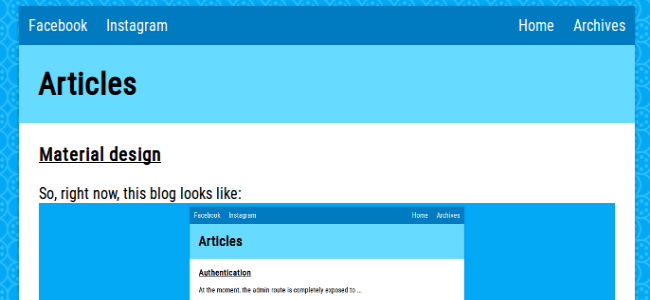 Facebook Instagram Home Archives
Articles
Material design
So, right now, this blog looks like:
Facebook Instagram Home Archives
Articles
Authentication
At the moment, the admin route is completely exposed to ...